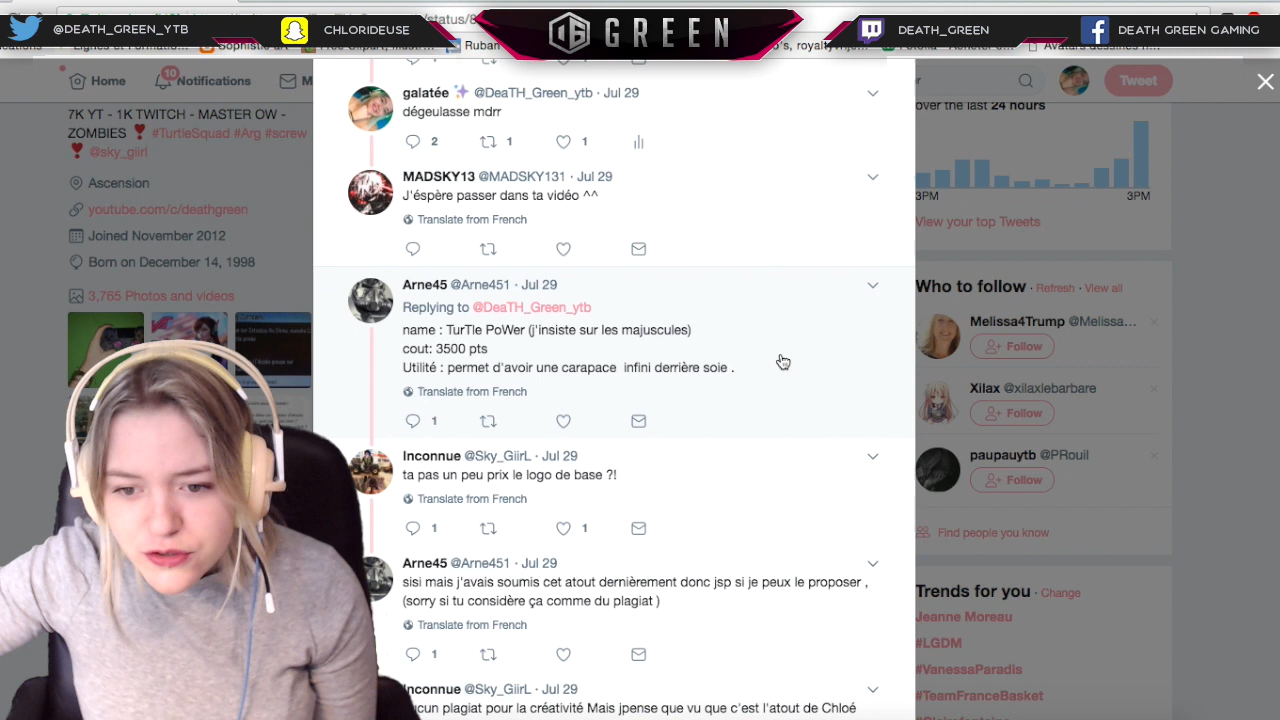 @DEATH_GREEN_YTB
CHLORIDEUSE
GREEN
DEATH_GREEN
DEATH GREEN GAMING
/status/8
Ruban
Home
10
Notifications
M
Tweet
7K YT - 1K TWITCH - MASTER OW -
ZOMBIES ❣ #TurtleSquad #Arg #screw
❣ @sky_giirl
Ascension
youtube.com/c/deathgreen
Joined November 2012
Born on December 14, 1998
3,765 Photos and videos
galatée ✨ @DeaTH_Green_ytb · Jul 29
dégeulasse mdrr
2 1 1
MADSKY13 @MADSKY131 · Jul 29
J'éspère passer dans ta vidéo ^^
Translate from French
Arne45 @Arne451 · Jul 29
Replying to @DeaTH_Green_ytb
name : TurTle PoWer (j'insiste sur les majuscules)
cout: 3500 pts
Utilité : permet d'avoir une carapace infini derrière soie .
Translate from French
1
Inconnue @Sky_GiirL · Jul 29
ta pas un peu prix le logo de base ?!
Translate from French
1 1
Arne45 @Arne451 · Jul 29
sisi mais j'avais soumis cet atout dernièrement donc jsp si je peux le proposer ,
(sorry si tu considère ça comme du plagiat )
Translate from French
1
Inconnue @Sky_GiirL · Jul 29
ucun plagiat pour la créativité Mais jpense que vu que c'est l'atout de Chloé
over the last 24 hours
3PM 3PM
View your top Tweets
Who to follow · Refresh · View all
Melissa4Trump @Melissa...
Follow
Xilax @xilaxlebarbare
Follow
paupauytb @PRouil
Follow
Find people you know
Trends for you · Change
Jeanne Moreau
#LGDM
#VanessaParadis
#TeamFranceBasket